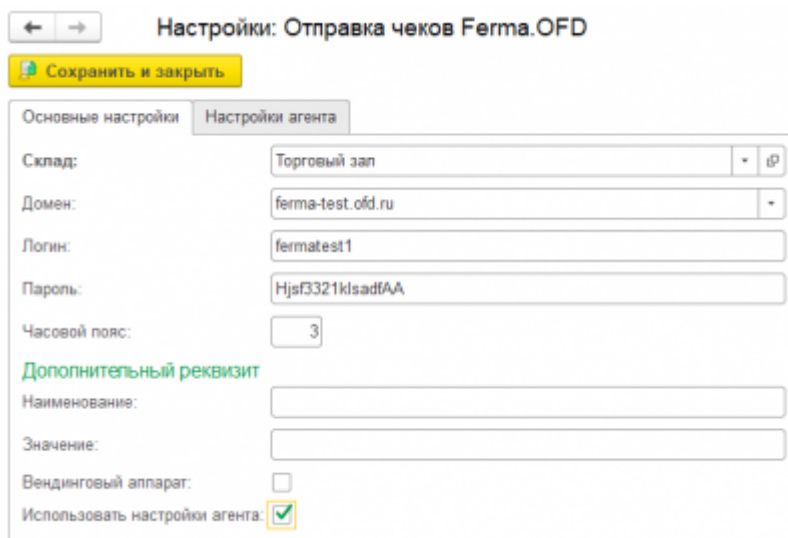 Настройки: Отправка чеков Ferma.OFD
Сохранить и закрыть
Основные настройки Настройки агента
Склад: Торговый зал
Домен: ferma-test.ofd.ru
Логин: fermatest1
Пароль: Hjsf3321klsadfAA
Часовой пояс: 3
Дополнительный реквизит
Наименование:
Значение:
Вендинговый аппарат:
Использовать настройки агента: